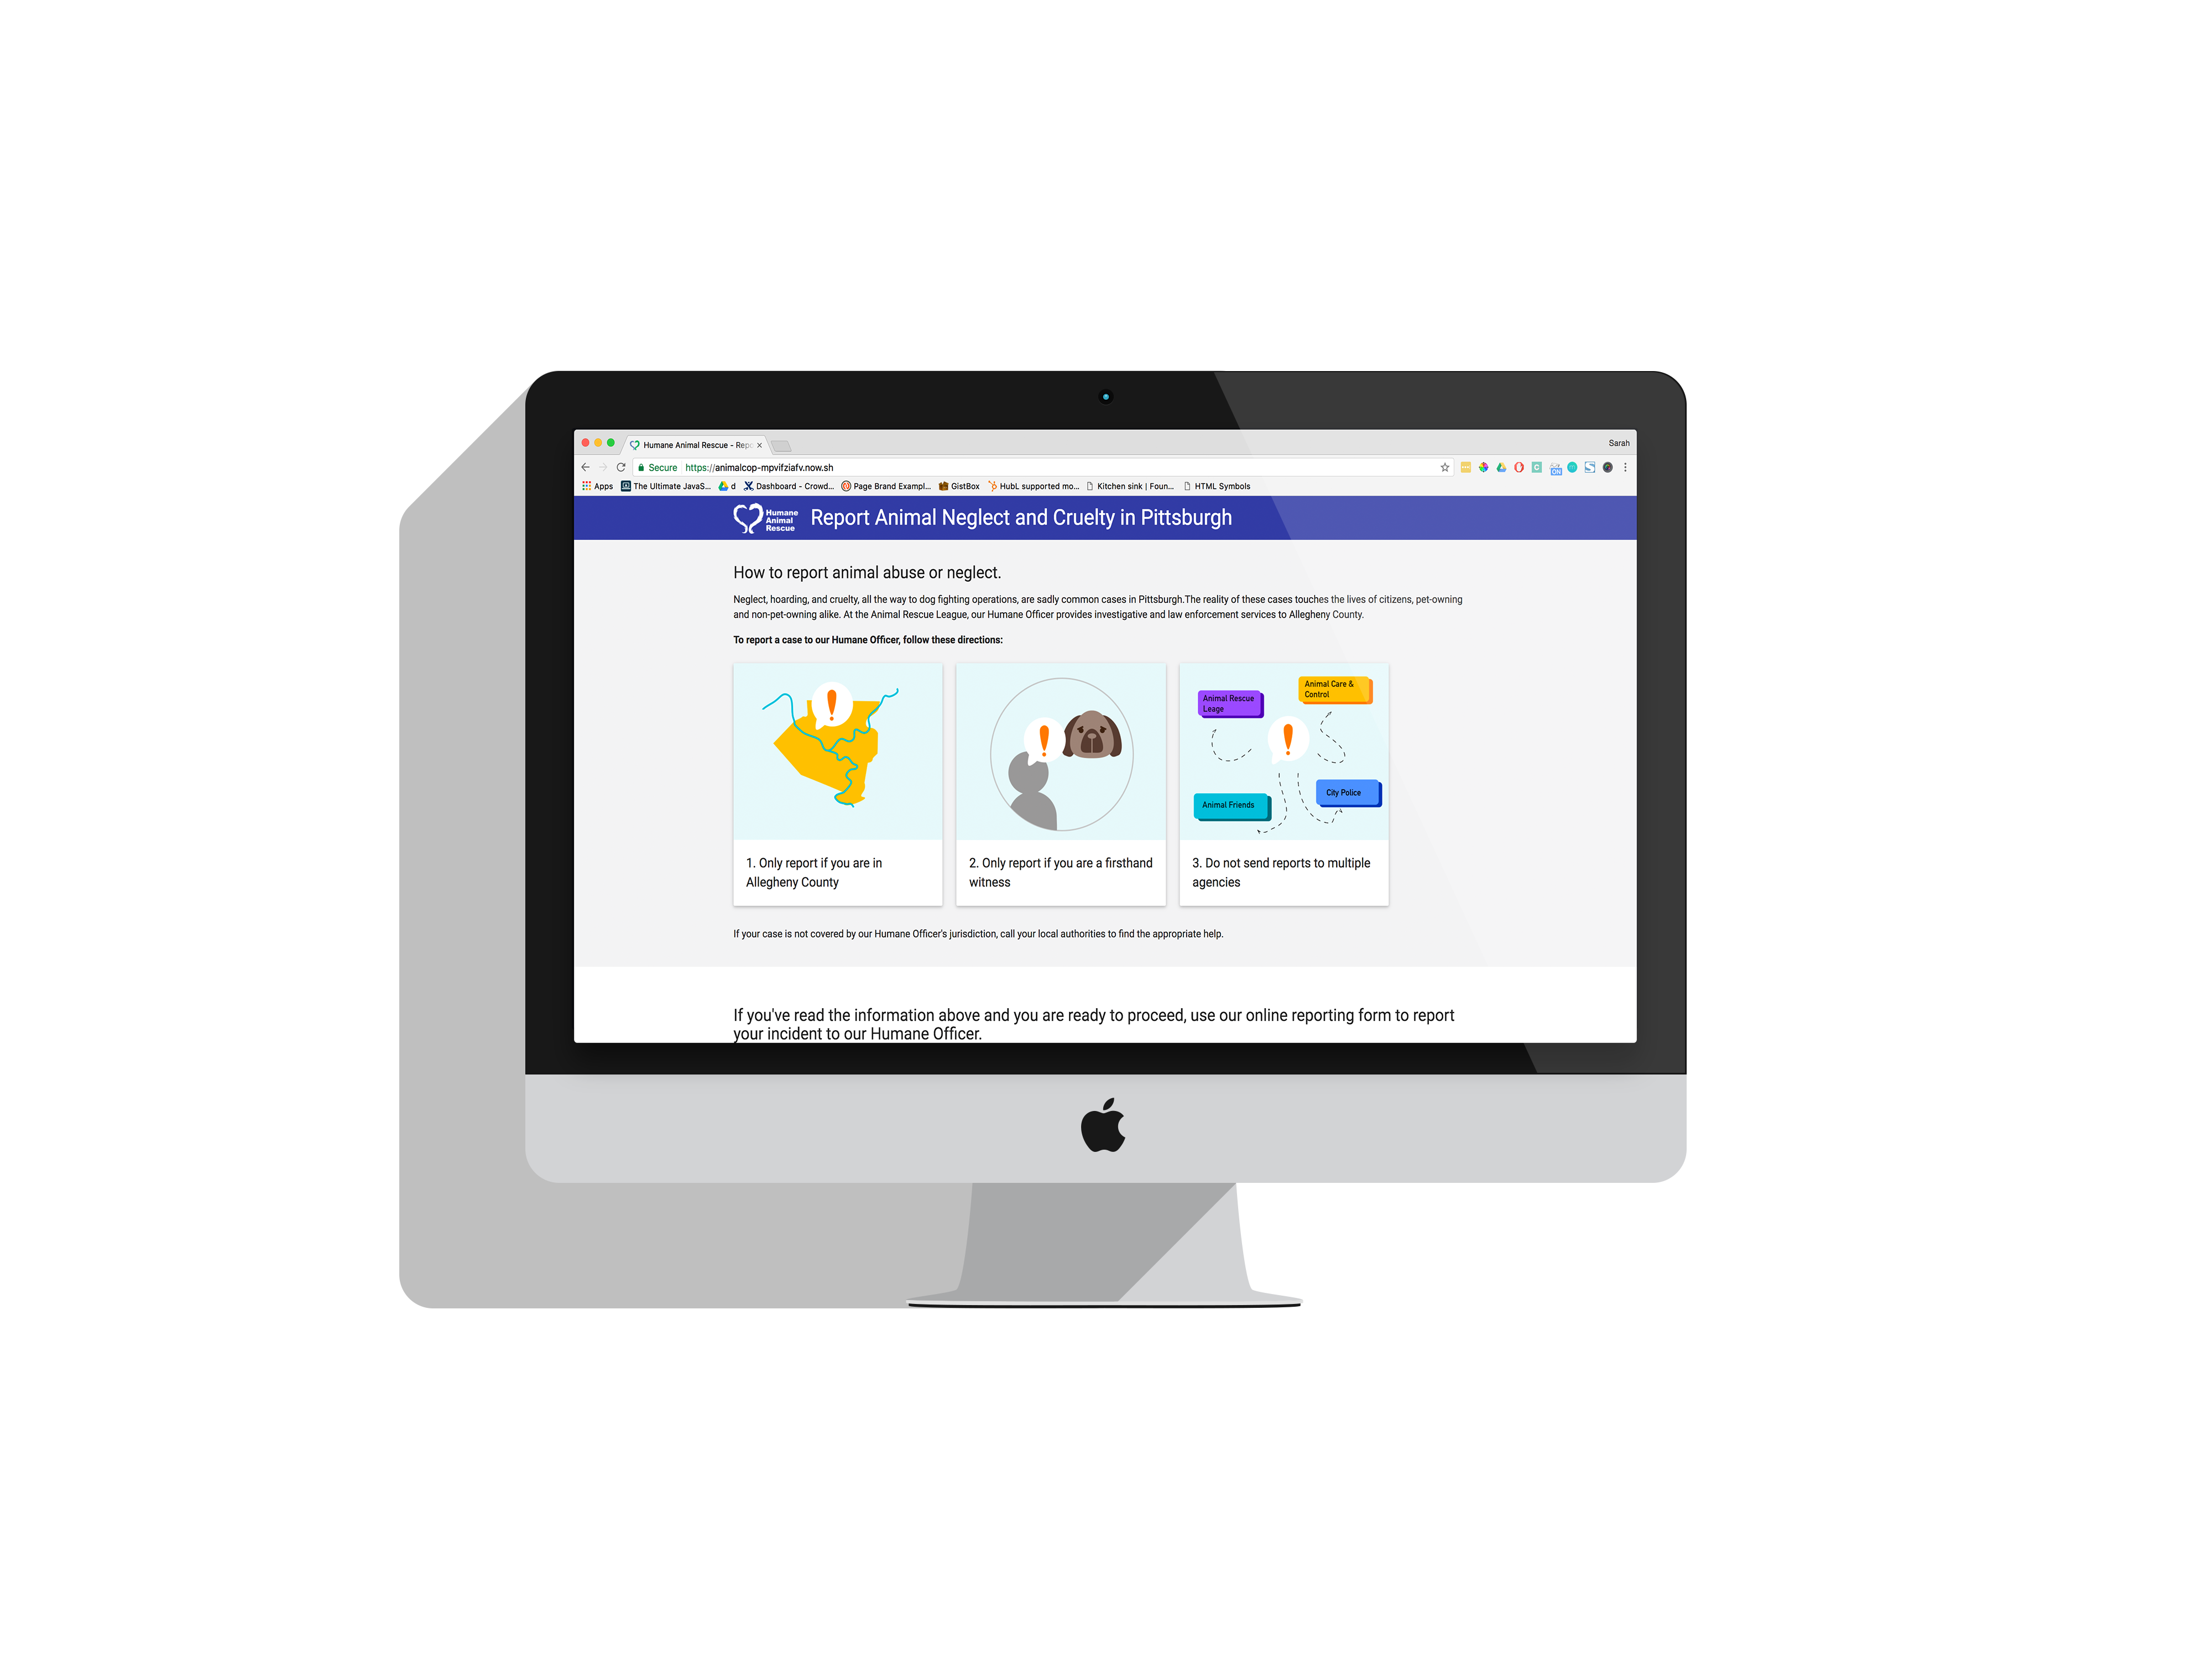 Humane Animal Rescue - Repo
Sarah
Secure https://animalcop-mpvifziafv.now.sh
Apps The Ultimate JavaS... d Dashboard - Crowd... Page Brand Exampl... GistBox HubL supported mo... Kitchen sink | Foun... HTML Symbols
Humane
Animal
Rescue
Report Animal Neglect and Cruelty in Pittsburgh
How to report animal abuse or neglect.
Neglect, hoarding, and cruelty, all the way to dog fighting operations, are sadly common cases in Pittsburgh.The reality of these cases touches the lives of citizens, pet-owning
and non-pet-owning alike. At the Animal Rescue League, our Humane Officer provides investigative and law enforcement services to Allegheny County.
To report a case to our Humane Officer, follow these directions:
Animal Rescue
Leage
Animal Care &
Control
Animal Friends
City Police
1. Only report if you are in
Allegheny County
2. Only report if you are a firsthand
witness
3. Do not send reports to multiple
agencies
If your case is not covered by our Humane Officer's jurisdiction, call your local authorities to find the appropriate help.
If you've read the information above and you are ready to proceed, use our online reporting form to report
your incident to our Humane Officer.